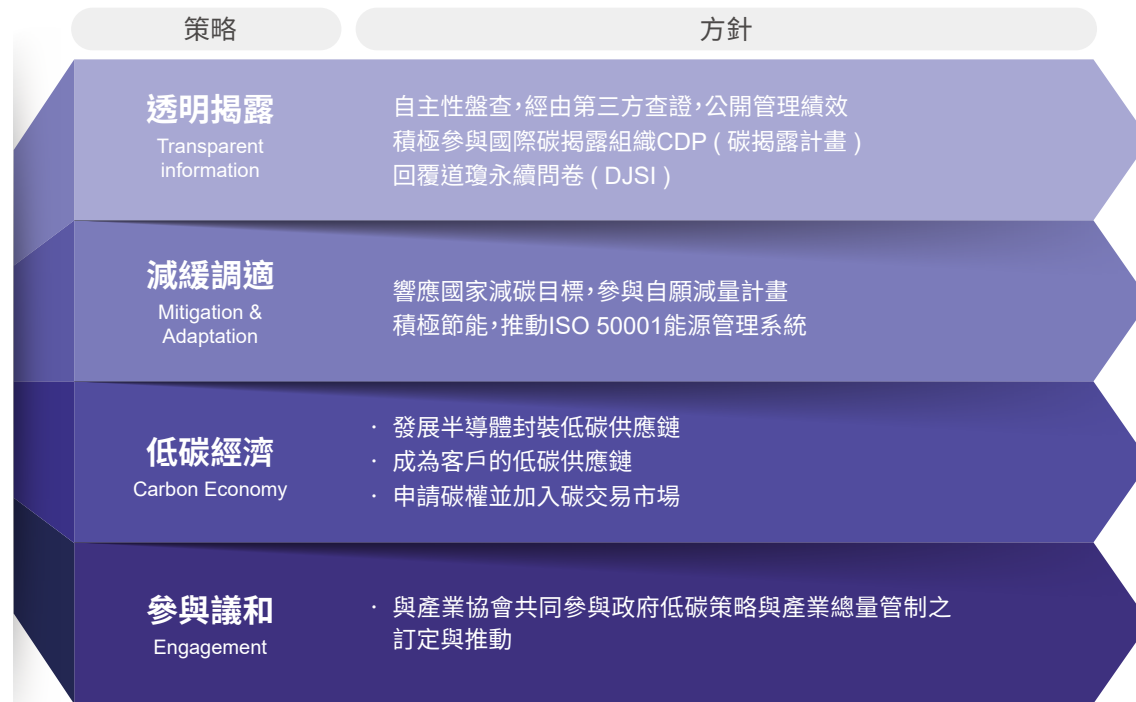 策略
方針
透明揭露
Transparent
information
自主性盤查,經由第三方查證,公開管理績效
積極參與國際碳揭露組織CDP ( 碳揭露計畫 )
回覆道瓊永續問卷 ( DJSI )
減緩調適
Mitigation &
Adaptation
響應國家減碳目標,參與自願減量計畫
積極節能,推動ISO 50001能源管理系統
低碳經濟
Carbon Economy
· 發展半導體封裝低碳供應鏈
· 成為客戶的低碳供應鏈
· 申請碳權並加入碳交易市場
參與議和
Engagement
· 與產業協會共同參與政府低碳策略與產業總量管制之
訂定與推動